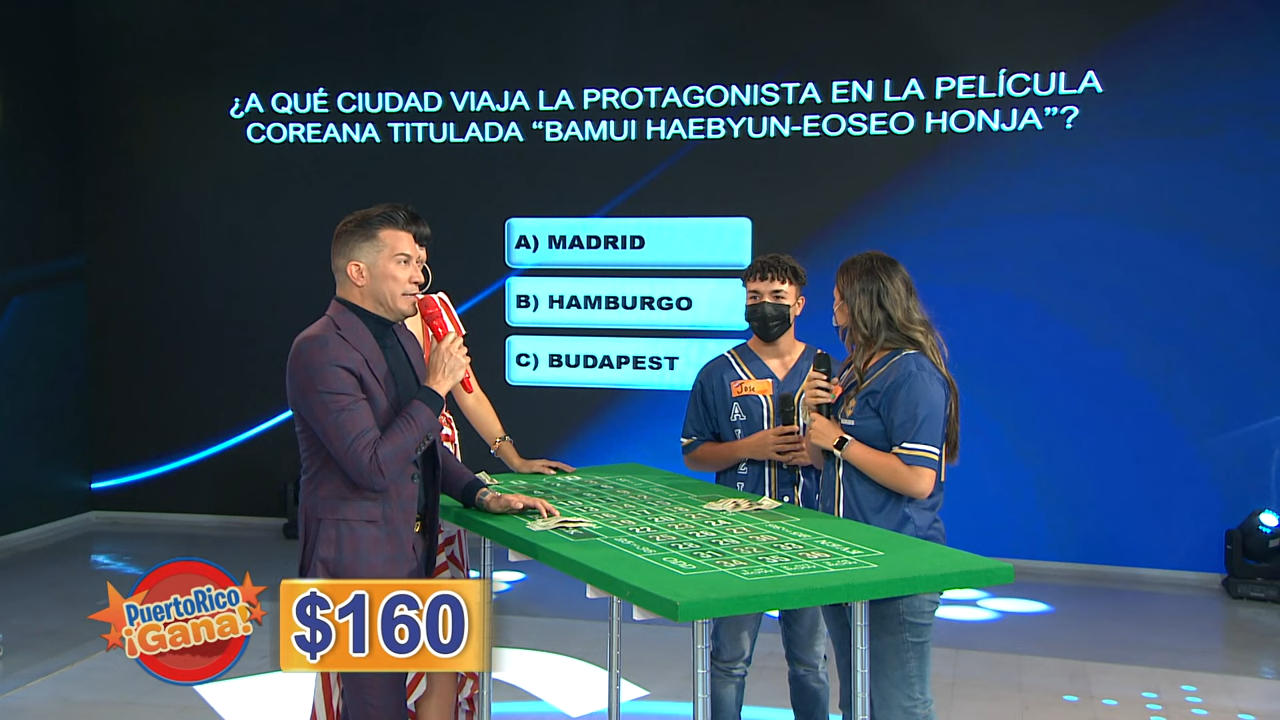 ¿A QUÉ CIUDAD VIAJA LA PROTAGONISTA EN LA PELÍCULA
COREANA TITULADA “BAMUI HAEBYUN-EOSEO HONJA”?
A) MADRID
B) HAMBURGO
C) BUDAPEST
Jose
PuertoRico
¡Gana!
$160